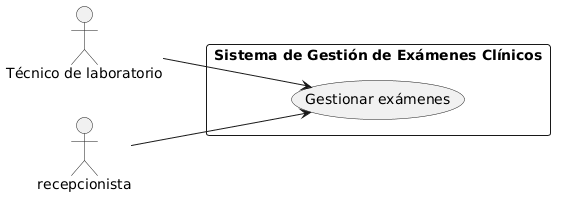 Técnico de laboratorio
Sistema de Gestión de Exámenes Clínicos
Gestionar exámenes
recepcionista